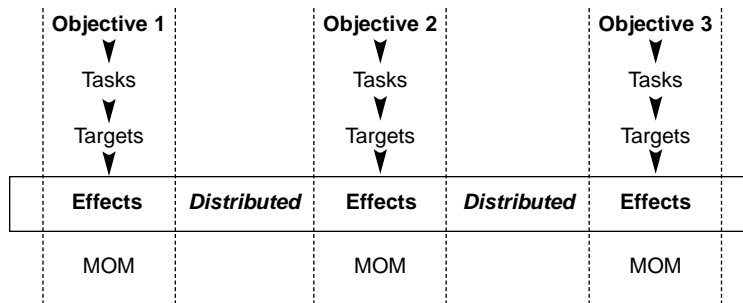 Objective 1 Objective 2 Objective 3
Tasks Tasks Tasks
Targets Targets Targets
Effects Distributed Effects Distributed Effects
MOM MOM MOM